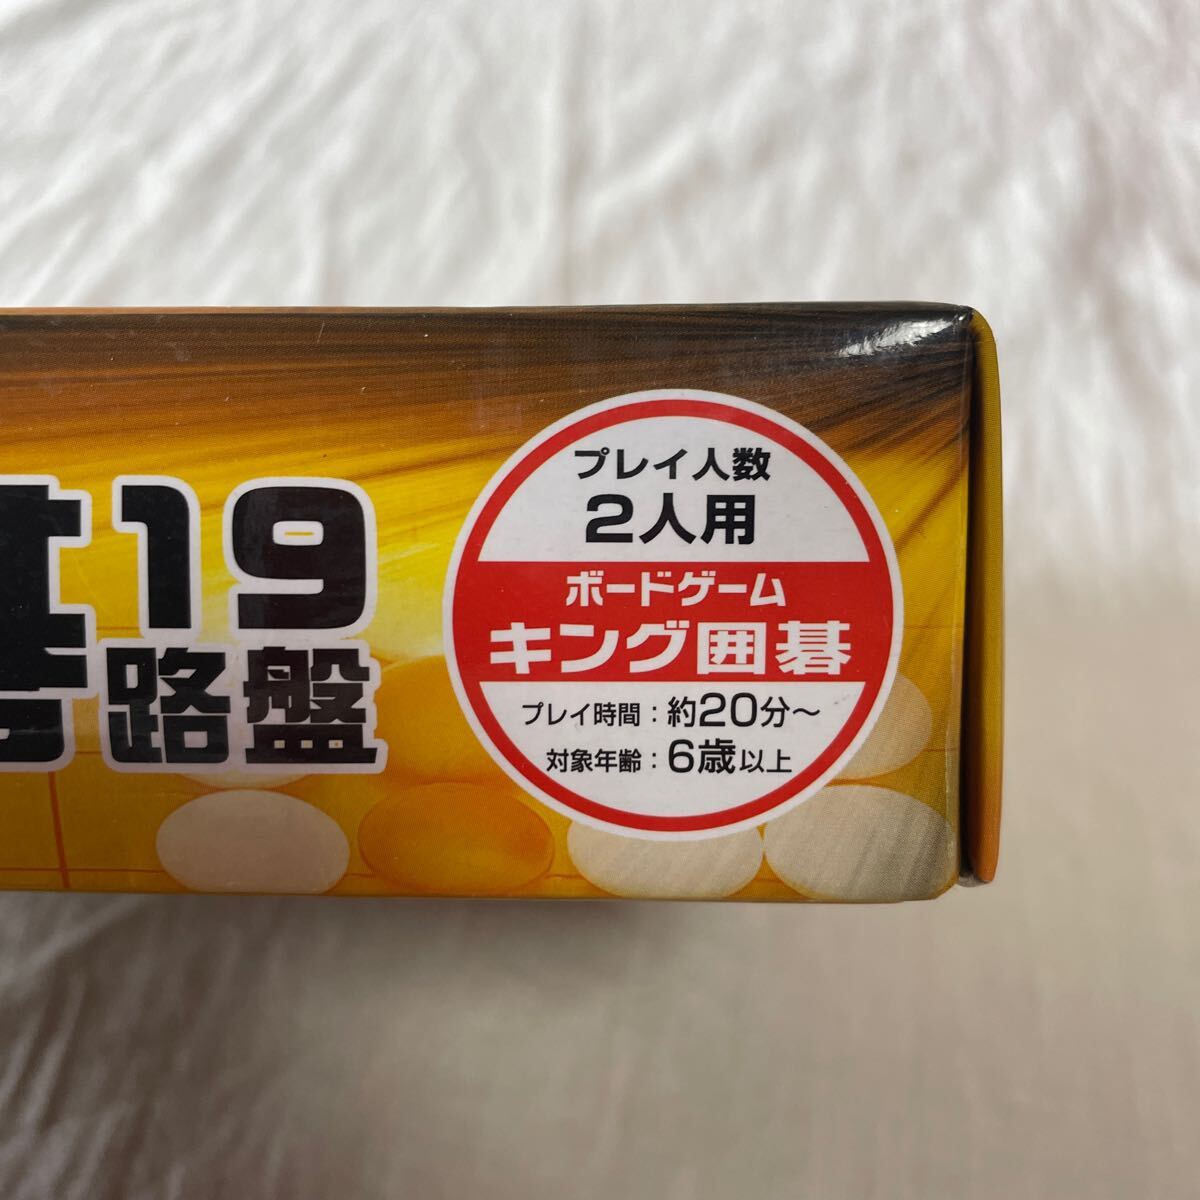 19
路盤
プレイ人数
2人用
ボードゲーム
キング囲碁
プレイ時間：約20分～
対象年齢：6歳以上